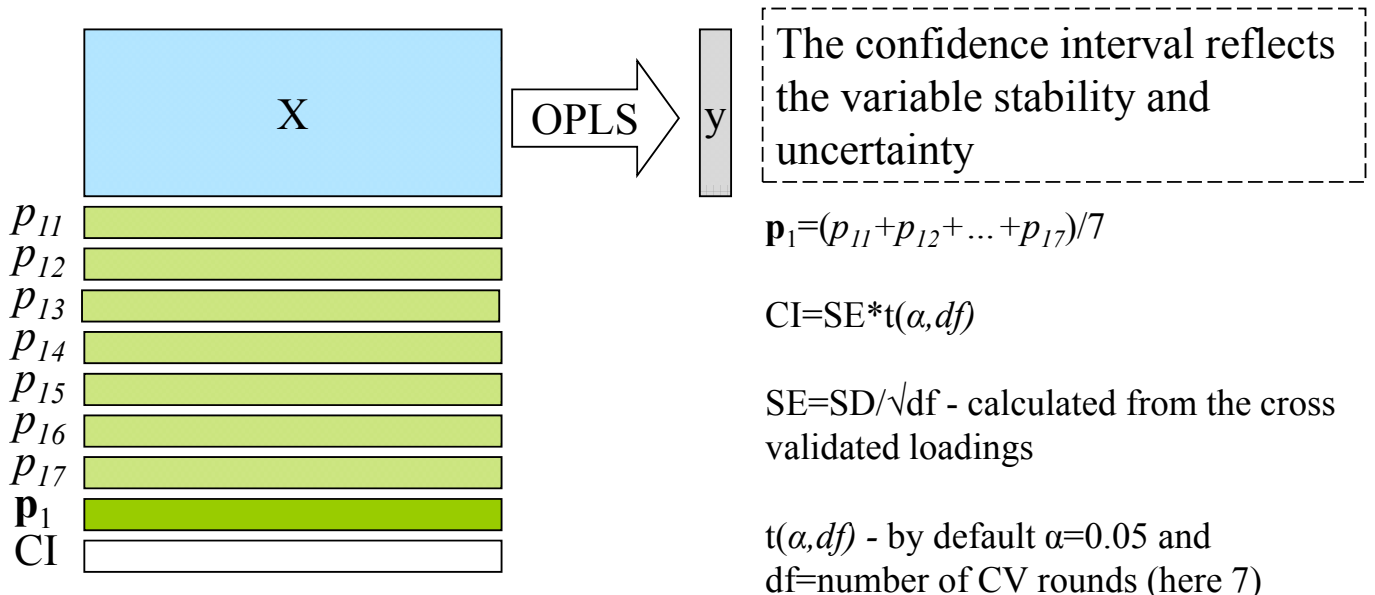 X
OPLS
y
The confidence interval reflects
the variable stability and
uncertainty
p11
p12
p13
p14
p15
p16
p17
p1
CI
p1=(p11+p12+...+p17)/7
CI=SE*t(α,df)
SE=SD/√df - calculated from the cross
validated loadings
t(α,df) - by default α=0.05 and
df=number of CV rounds (here 7)